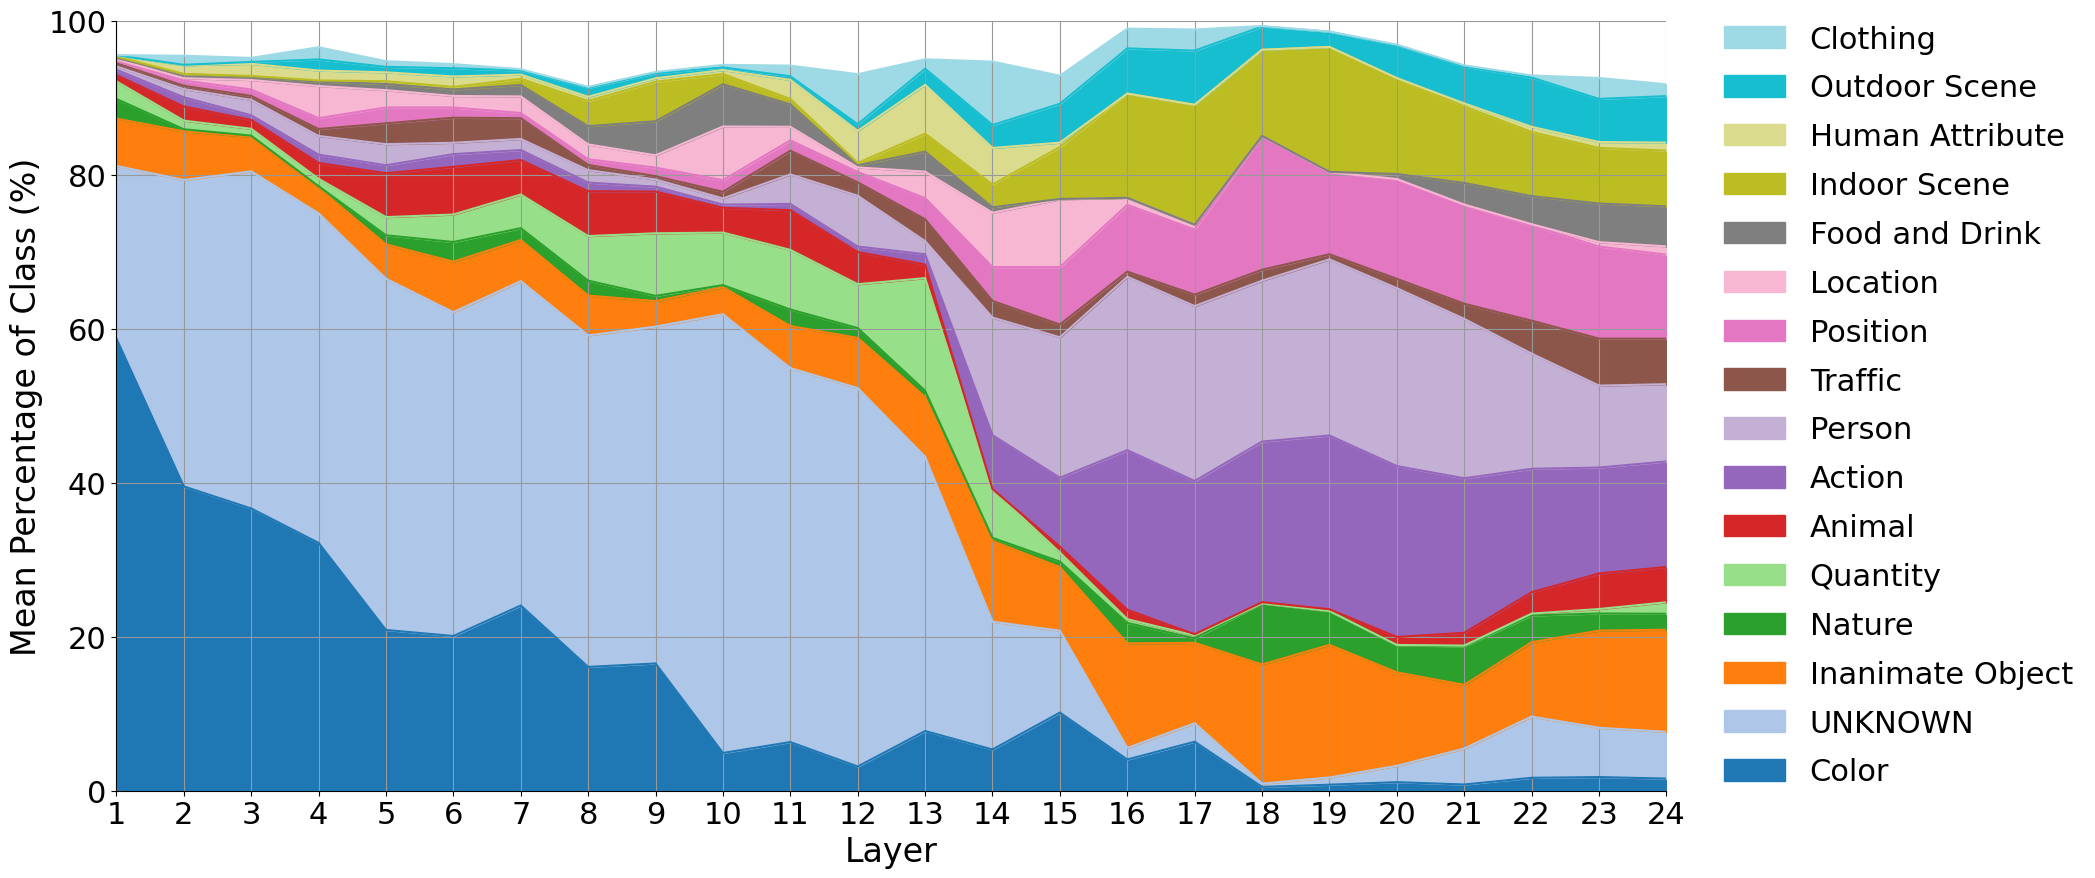 Mean Percentage of Class (%)
100
80
60
40
20
0
1 2 3 4 5 6 7 8 9 10 11 12 13 14 15 16 17 18 19 20 21 22 23 24
Layer
Clothing
Outdoor Scene
Human Attribute
Indoor Scene
Food and Drink
Location
Position
Traffic
Person
Action
Animal
Quantity
Nature
Inanimate Object
UNKNOWN
Color